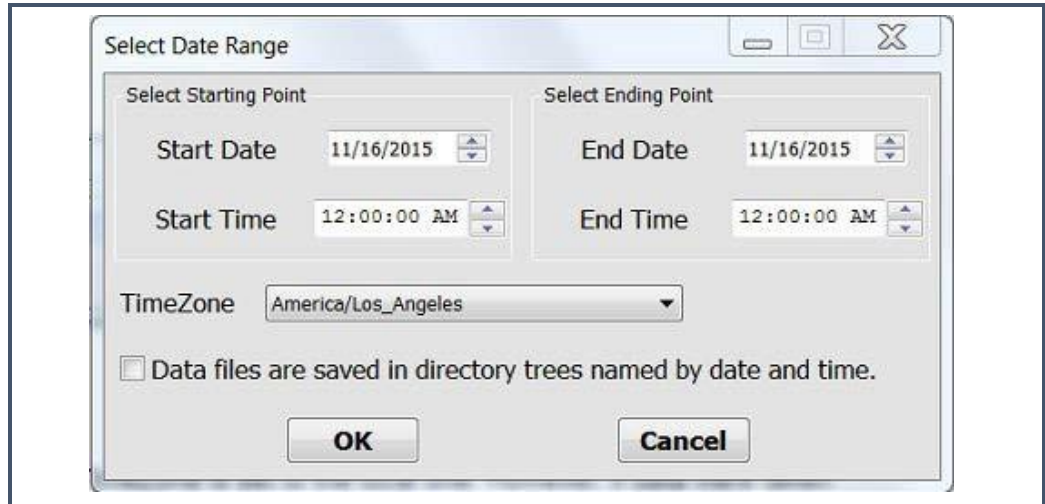 Select Date Range
Select Starting Point
Start Date 11/16/2015
Start Time 12:00:00 AM
Select Ending Point
End Date 11/16/2015
End Time 12:00:00 AM
TimeZone America/Los_Angeles
Data files are saved in directory trees named by date and time.
OK
Cancel